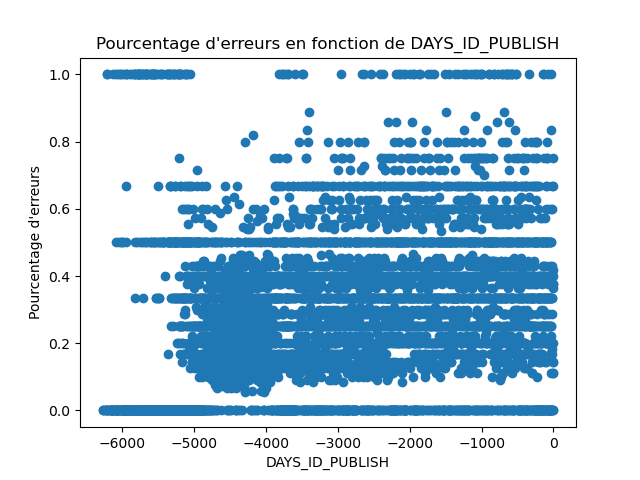 Pourcentage d'erreurs en fonction de DAYS_ID_PUBLISH
1.0
0.8
0.6
0.4
0.2
0.0
Pourcentage d'erreurs
−6000 −5000 −4000 −3000 −2000 −1000 0
DAYS_ID_PUBLISH